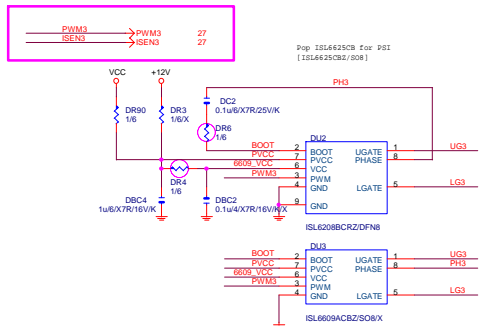 PWM3 PWM3 27
ISEN3 ISEN3 27
Pop ISL6625CB for PSI
[ISL6625CBZ/SO8]
VCC +12V PH3
DR90 1/6
DR3 1/6/X
DC2 0.1u/6/X7R/25V/K
DR6 1/6
DU2
BOOT 2 BOOT UGATE 1 UG3
PVCC 7 PVCC PHASE 8
6609_VCC 6 VCC
PWM3 3 PWM
4 GND LGATE 5 LG3
9 GND
ISL6208BCRZ/DFN8
DR4 1/6
DBC4 1u/6/X7R/16V/K
DBC2 0.1u/4/X7R/16V/K/X
DU3
BOOT 2 BOOT UGATE 1 UG3
PVCC 7 PVCC PHASE 8 PH3
6609_VCC 6 VCC
PWM3 3 PWM
4 GND LGATE 5 LG3
ISL6609ACBZ/SO8/X